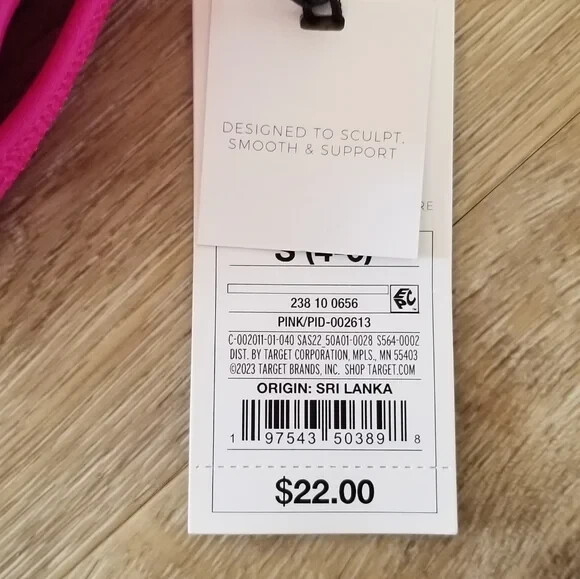 DESIGNED TO SCULPT,
SMOOTH & SUPPORT
238 10 0656
PINK/PID-002613
C-002011-01-040 SAS22_50A01-0028 S564-0002
DIST. BY TARGET CORPORATION, MPLS., MN 55403
©2023 TARGET BRANDS, INC. SHOP TARGET.COM
ORIGIN: SRI LANKA
1 97543 50389 8
$22.00